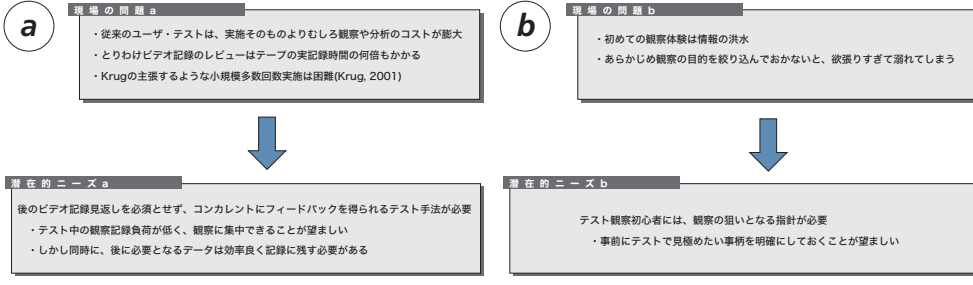 a
現場の問題a
・従来のユーザ・テストは、実施そのものよりむしろ観察や分析のコストが膨大
・とりわけビデオ記録のレビューはテープの実記録時間の何倍もかかる
・Krugの主張するような小規模多数回数実施は困難(Krug, 2001)
潜在的ニーズa
後のビデオ記録見返しを必須とせず、コンカレントにフィードバックを得られるテスト手法が必要
・テスト中の観察記録負荷が低く、観察に集中できることが望ましい
・しかし同時に、後に必要となるデータは効率良く記録に残す必要がある
b
現場の問題b
・初めての観察体験は情報の洪水
・あらかじめ観察の目的を絞り込んでおかないと、欲張りすぎて溺れてしまう
潜在的ニーズb
テスト観察初心者には、観察の狙いとなる指針が必要
・事前にテストで見極めたい事柄を明確にしておくことが望ましい